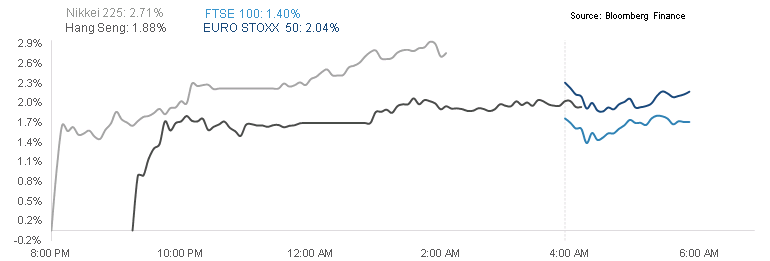 Nikkei 225: 2.71%
FTSE 100: 1.40%
Source: Bloomberg Finance
Hang Seng: 1.88%
EURO STOXX 50: 2.04%
2.9%
2.6%
2.3%
2.0%
1.7%
1.4%
1.1%
0.8%
0.5%
0.2%
-0.2%
8:00 PM
10:00 PM
12:00 AM
2:00 AM
4:00 AM
6:00 AM